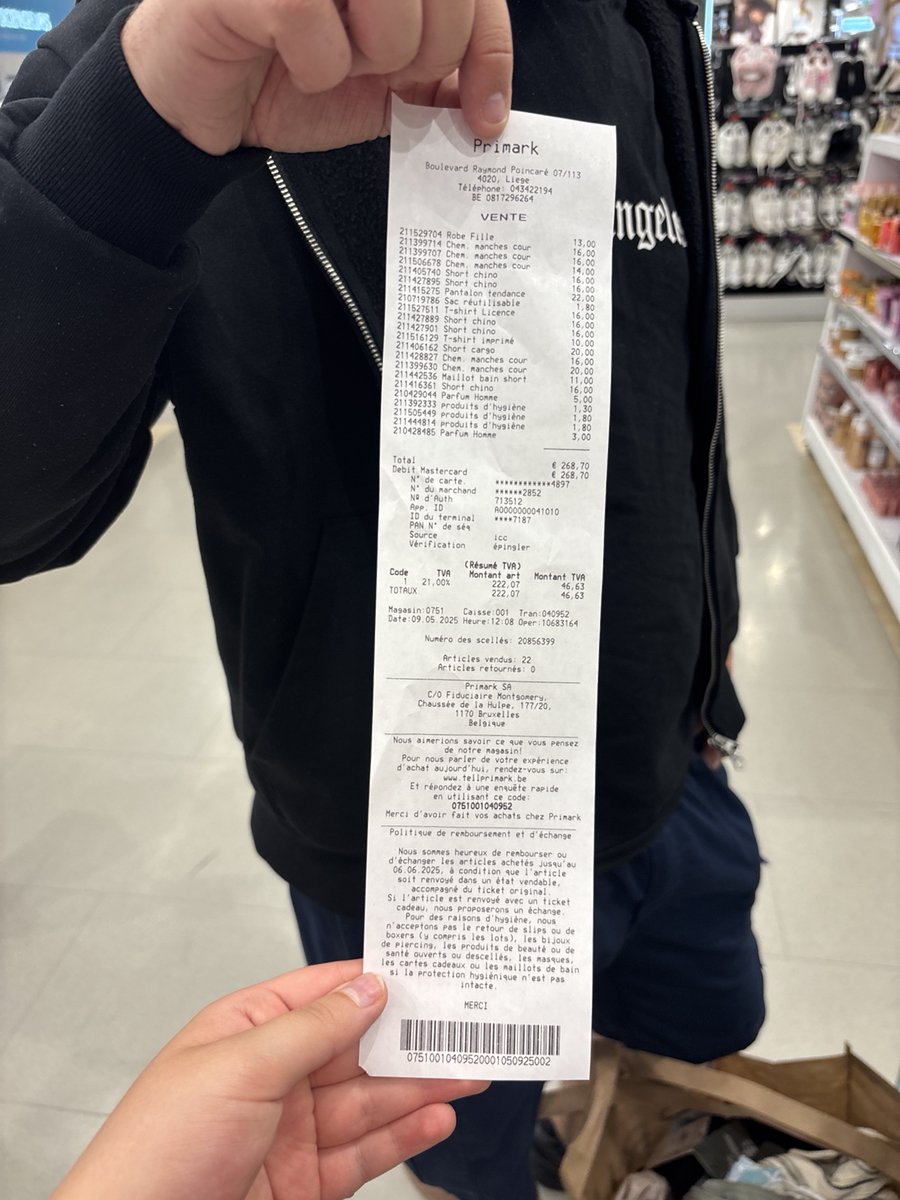 Primark
Boulevard Raymond Poincaré 07/113
4020, Liege
Téléphone: 043422194
BE 0817296264
VENTE
211529704 Robe Fille 13,00
211399714 Chem. manches cour 16,00
211399707 Chem. manches cour 16,00
211506678 Chem. manches cour 14,00
211405740 Short chino 16,00
211427895 Short chino 16,00
211415275 Pantalon tendance 22,00
210719786 Sac réutilisable 1,80
211527511 T-shirt Licence 16,00
211427889 Short chino 16,00
211427901 Short chino 16,00
211516129 T-shirt imprimé 10,00
211406162 Short cargo 20,00
211428827 Chem. manches cour 16,00
211399630 Chem. manches cour 20,00
211442536 Maillot bain short 11,00
211416361 Short chino 16,00
210429044 Parfum Homme 5,00
211392333 produits d'hygiène 1,30
211505449 produits d'hygiène 1,80
211444814 produits d'hygiène 1,80
210428485 Parfum Homme 3,00
Total € 268,70
Debit Mastercard € 268,70
N° de carte. ************4897
N° du marchand ******2852
Nº d'Auth 713512
App. ID A0000000041010
ID du terminal ****7187
PAN N° de séq
Source icc
Vérification épingler
(Résumé TVA)
Code TVA Montant art Montant TVA
1 21,00% 222,07 46,63
TOTAUX 222,07 46,63
Magasin:0751 Caisse:001 Tran:040952
Date:09.05.2025 Heure:12:08 Oper:10683164
Numéro des scellés: 20856399
Articles vendus: 22
Articles retournés: 0
Primark SA
C/O Fiduciaire Montgomery,
Chaussée de la Hulpe, 177/20,
1170 Bruxelles
Belgique
Nous aimerions savoir ce que vous pensez
de notre magasin!
Pour nous parler de votre expérience
d'achat aujourd'hui, rendez-vous sur:
www.tellprimark.be
Et répondez à une enquête rapide
en utilisant ce code:
0751001040952
Merci d'avoir fait vos achats chez Primark
Politique de remboursement et d'échange
Nous sommes heureux de rembourser ou
d'échanger les articles achetés jusqu'au
06.06.2025, à condition que l'article
soit renvoyé dans un état vendable,
accompagné du ticket original.
Si l'article est renvoyé avec un ticket
cadeau, nous proposerons un échange.
Pour des raisons d'hygiène, nous
n'acceptons pas le retour de slips ou de
boxers (y compris les lots), les bijoux
de piercing, les produits de beauté ou de
santé ouverts ou descellés, les masques,
les cartes cadeaux ou les maillots de bain
si la protection hygiénique n'est pas
intacte.
MERCI
07510010409520001050925002
ngele